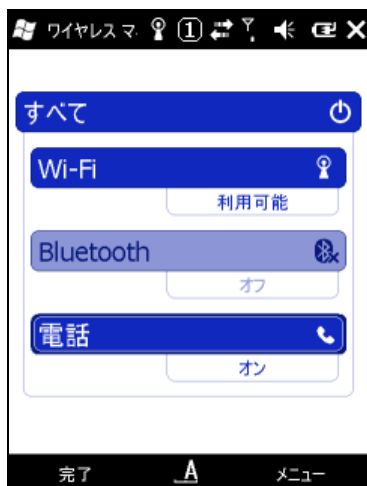 ワイヤレス マ 1
すべて
Wi-Fi
利用可能
Bluetooth
オフ
電話
オン
完了 A メニュー